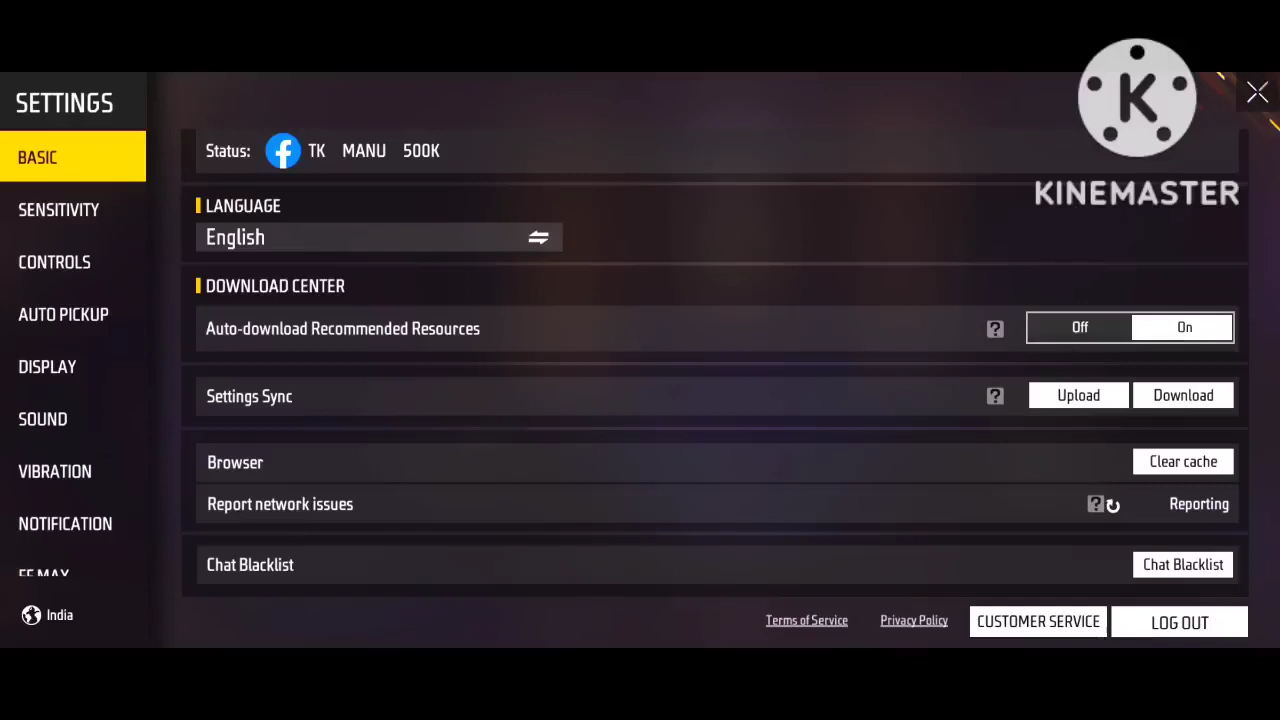 SETTINGS
K
KINEMASTER
BASIC
Status: f TK MANU 500K
SENSITIVITY
LANGUAGE
English
CONTROLS
DOWNLOAD CENTER
AUTO PICKUP
Auto-download Recommended Resources ? Off On
DISPLAY
Settings Sync ? Upload Download
SOUND
Browser Clear cache
VIBRATION
Report network issues ? Reporting
NOTIFICATION
Chat Blacklist Chat Blacklist
FF MAX
India
Terms of Service Privacy Policy CUSTOMER SERVICE LOG OUT